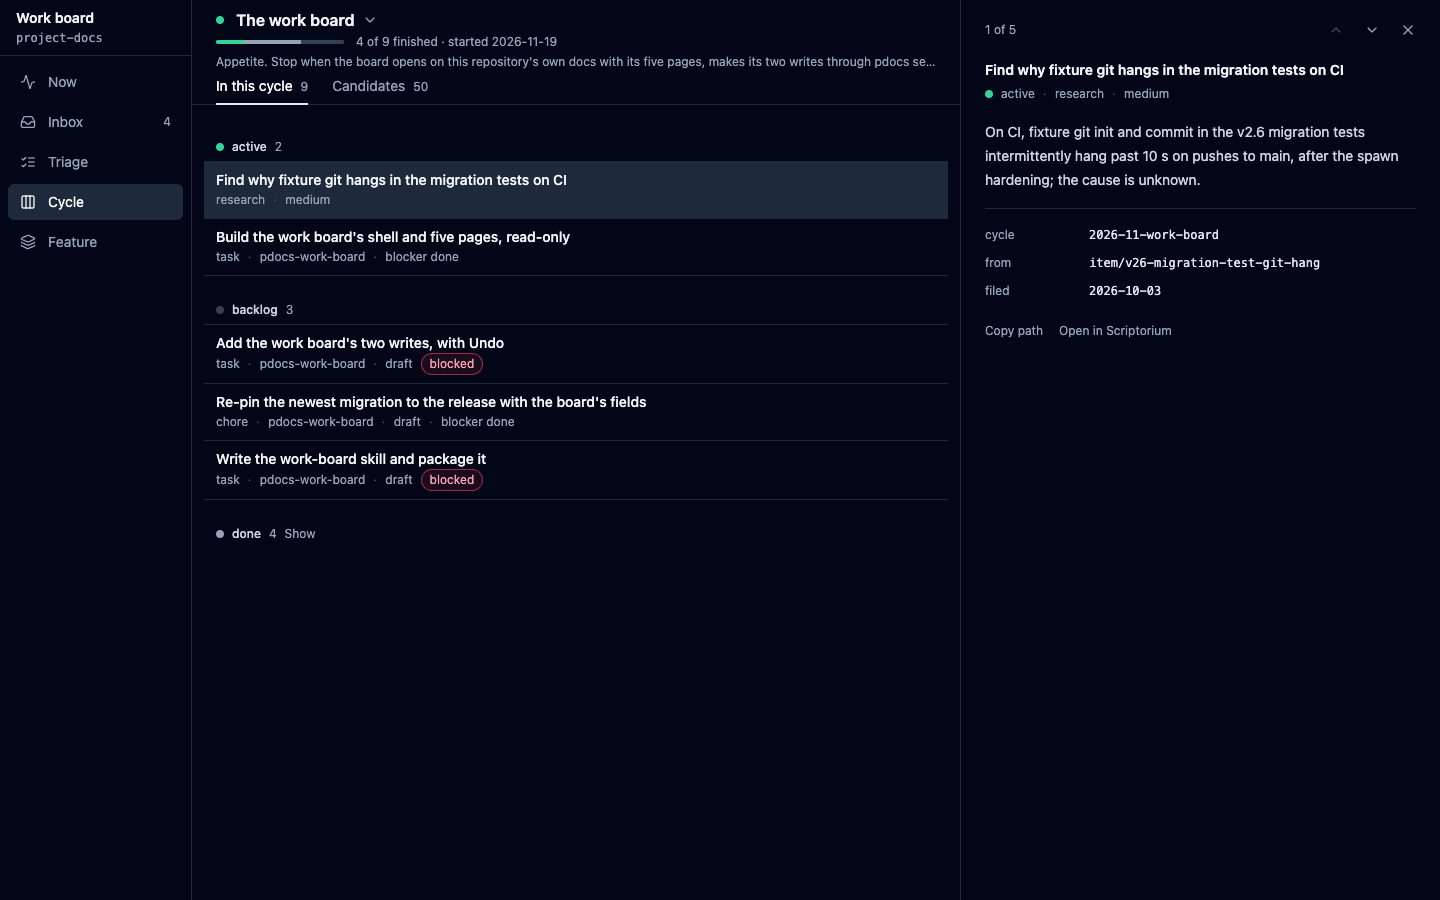 Work board
project-docs
Now
Inbox 4
Triage
Cycle
Feature
The work board
4 of 9 finished · started 2026-11-19
Appetite. Stop when the board opens on this repository's own docs with its five pages, makes its two writes through pdocs se...
In this cycle 9 Candidates 50
active 2
Find why fixture git hangs in the migration tests on CI
research · medium
Build the work board's shell and five pages, read-only
task · pdocs-work-board · blocker done
backlog 3
Add the work board's two writes, with Undo
task · pdocs-work-board · draft blocked
Re-pin the newest migration to the release with the board's fields
chore · pdocs-work-board · draft · blocker done
Write the work-board skill and package it
task · pdocs-work-board · draft blocked
done 4 Show
1 of 5
Find why fixture git hangs in the migration tests on CI
active · research · medium
On CI, fixture git init and commit in the v2.6 migration tests
intermittently hang past 10 s on pushes to main, after the spawn
hardening; the cause is unknown.
cycle 2026-11-work-board
from item/v26-migration-test-git-hang
filed 2026-10-03
Copy path Open in Scriptorium